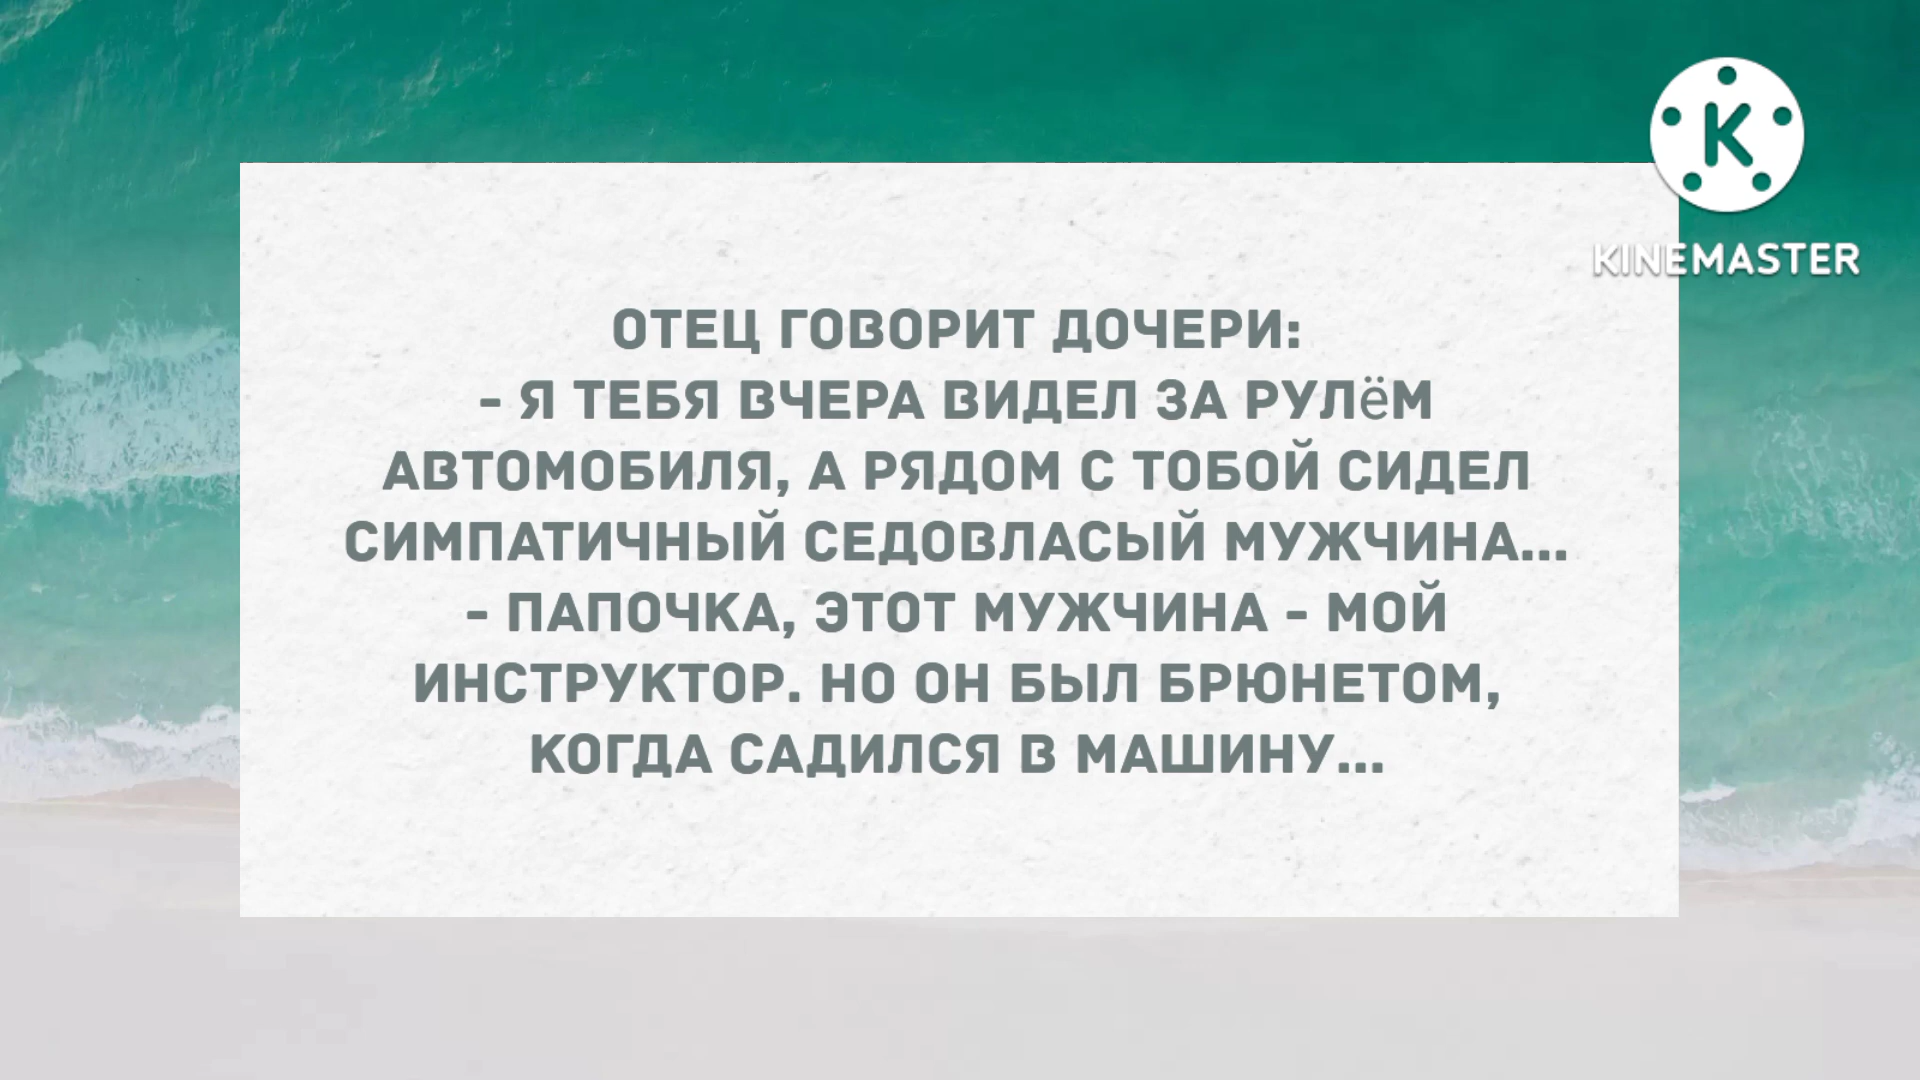 K
KINEMASTER
ОТЕЦ ГОВОРИТ ДОЧЕРИ:
- Я ТЕБЯ ВЧЕРА ВИДЕЛ ЗА РУЛёМ
АВТОМОБИЛЯ, А РЯДОМ С ТОБОЙ СИДЕЛ
СИМПАТИЧНЫЙ СЕДОВЛАСЫЙ МУЖЧИНА...
- ПАПОЧКА, ЭТОТ МУЖЧИНА - МОЙ
ИНСТРУКТОР. НО ОН БЫЛ БРЮНЕТОМ,
КОГДА САДИЛСЯ В МАШИНУ...